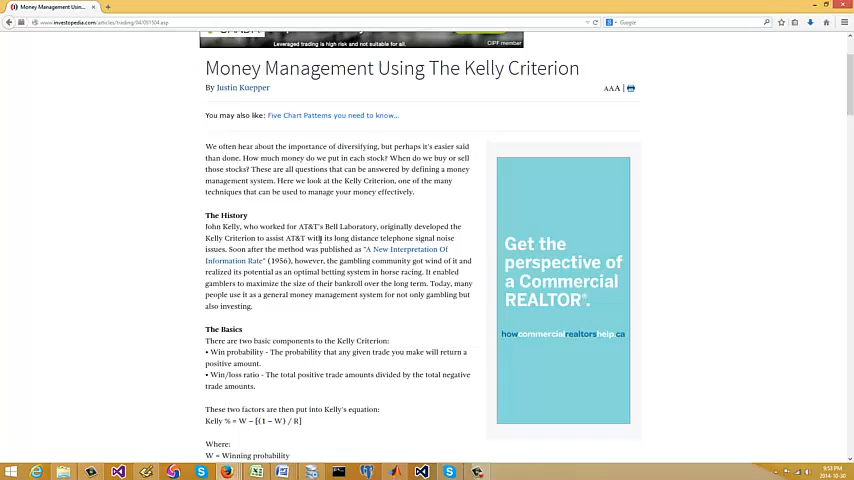 Money Management Usin...
www.investopedia.com/articles/trading/04/091504.asp
Google
Leveraged trading is high risk and not suitable for all.
CIPF member
Money Management Using The Kelly Criterion
By Justin Kuepper
AAA |
You may also like: Five Chart Patterns you need to know...
We often hear about the importance of diversifying, but perhaps it's easier said
than done. How much money do we put in each stock? When do we buy or sell
those stocks? These are all questions that can be answered by defining a money
management system. Here we look at the Kelly Criterion, one of the many
techniques that can be used to manage your money effectively.
The History
John Kelly, who worked for AT&T's Bell Laboratory, originally developed the
Kelly Criterion to assist AT&T with its long distance telephone signal noise
issues. Soon after the method was published as "A New Interpretation Of
Information Rate" (1956), however, the gambling community got wind of it and
realized its potential as an optimal betting system in horse racing. It enabled
gamblers to maximize the size of their bankroll over the long term. Today, many
people use it as a general money management system for not only gambling but
also investing.
The Basics
There are two basic components to the Kelly Criterion:
• Win probability - The probability that any given trade you make will return a
positive amount.
• Win/loss ratio - The total positive trade amounts divided by the total negative
trade amounts.
These two factors are then put into Kelly's equation:
Kelly % = W – [(1 – W) / R]
Where:
W = Winning probability
Get the
perspective of
a Commercial
REALTOR®.
howcommercialrealtorshelp.ca
9:53 PM
2014-10-30